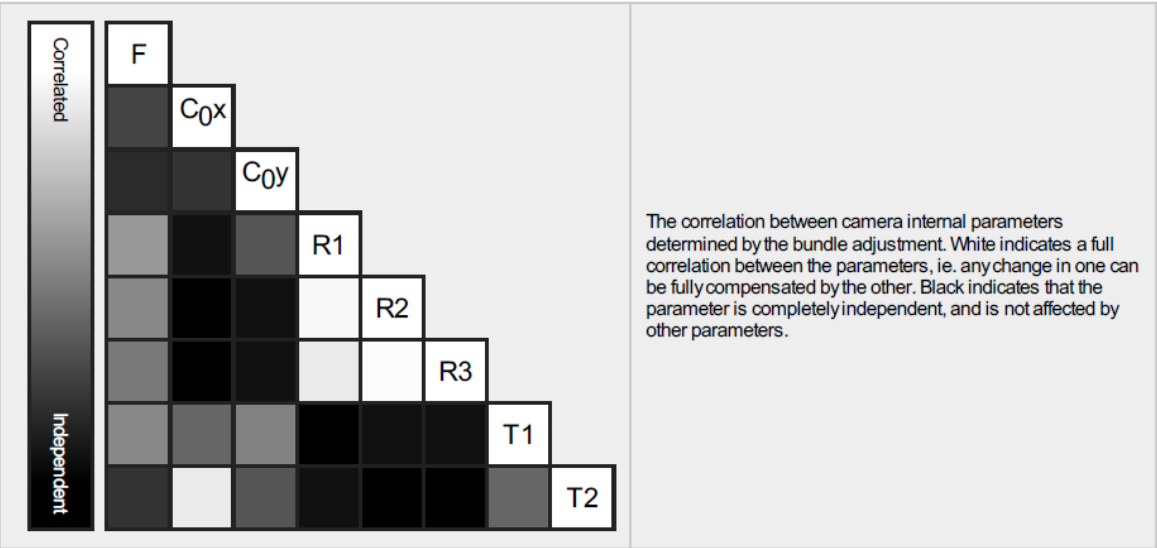 Correlated
Independent
F
C0x
C0y
R1
R2
R3
T1
T2
The correlation between camera internal parameters
determined by the bundle adjustment. White indicates a full
correlation between the parameters, ie. any change in one can
be fully compensated by the other. Black indicates that the
parameter is completely independent, and is not affected by
other parameters.